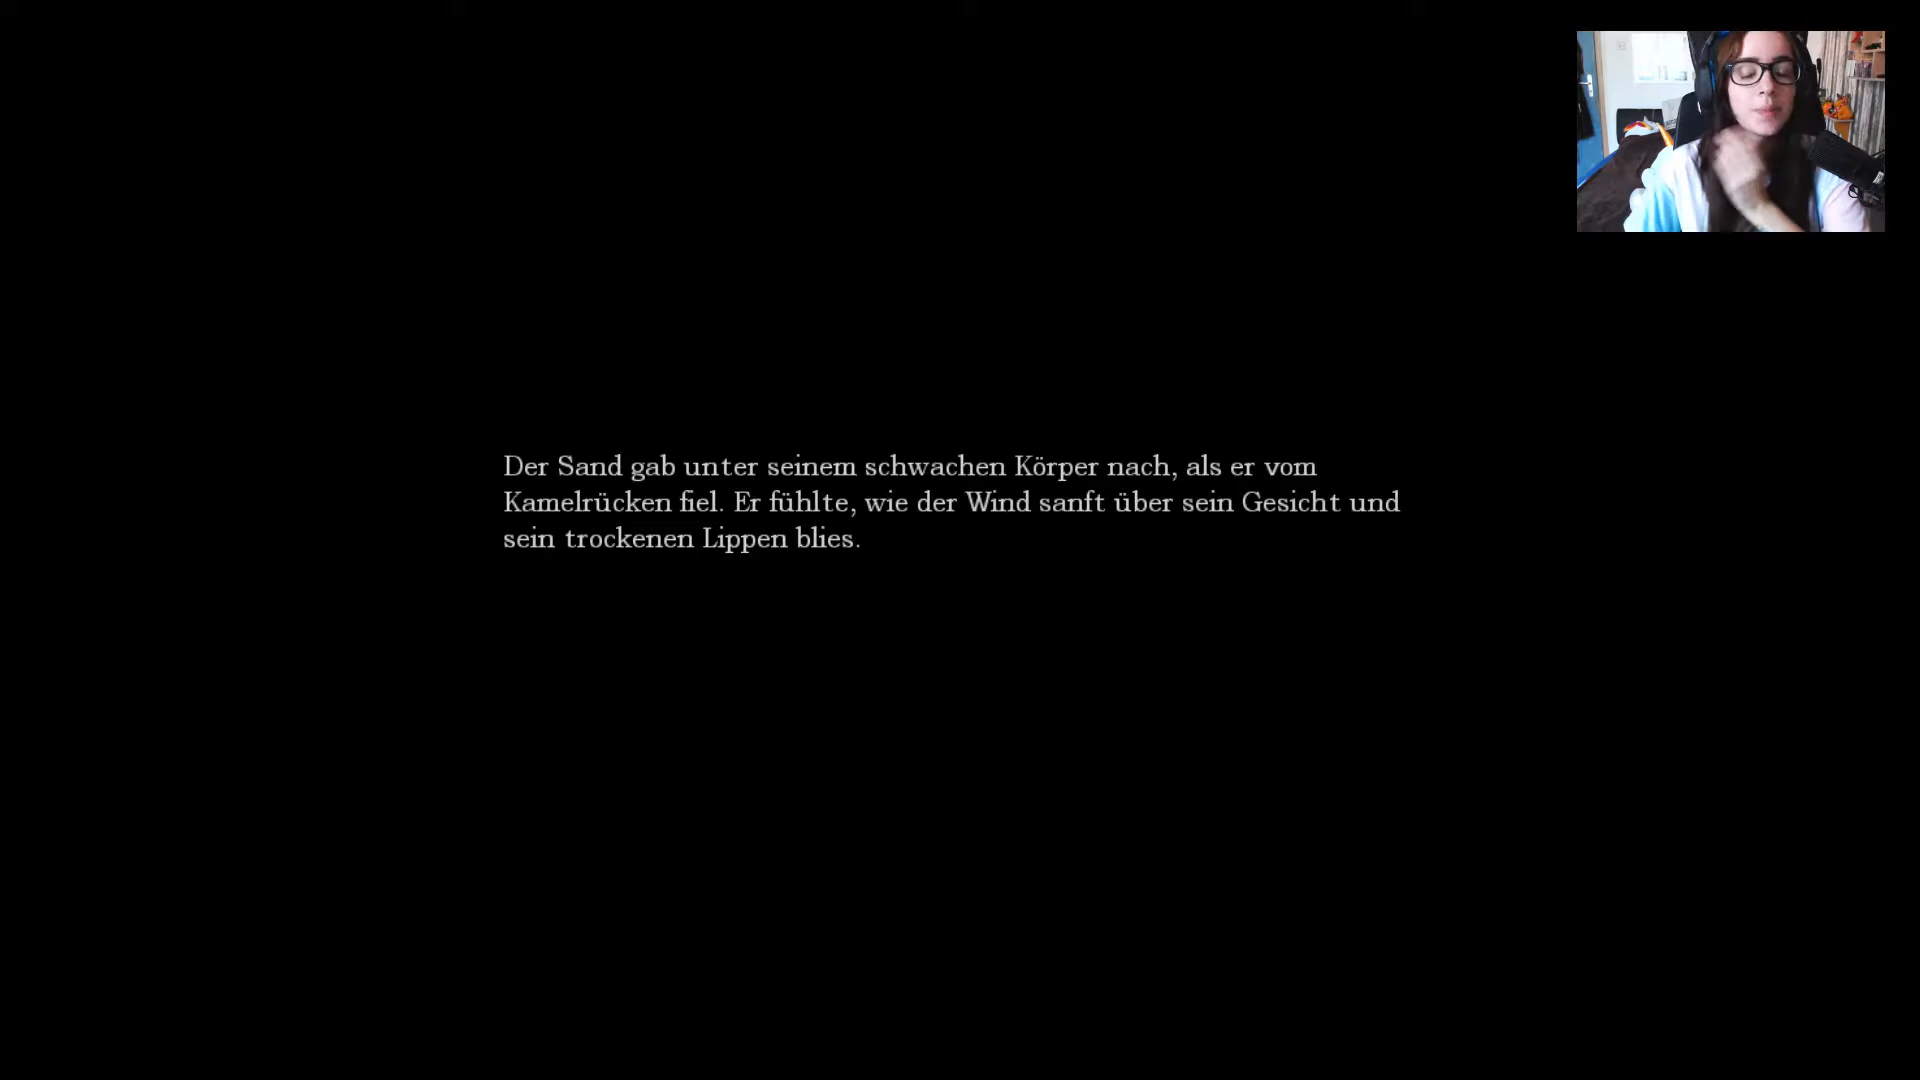 Der Sand gab unter seinem schwachen Körper nach, als er vom
Kamelrücken fiel. Er fühlte, wie der Wind sanft über sein Gesicht und
sein trockenen Lippen blies.